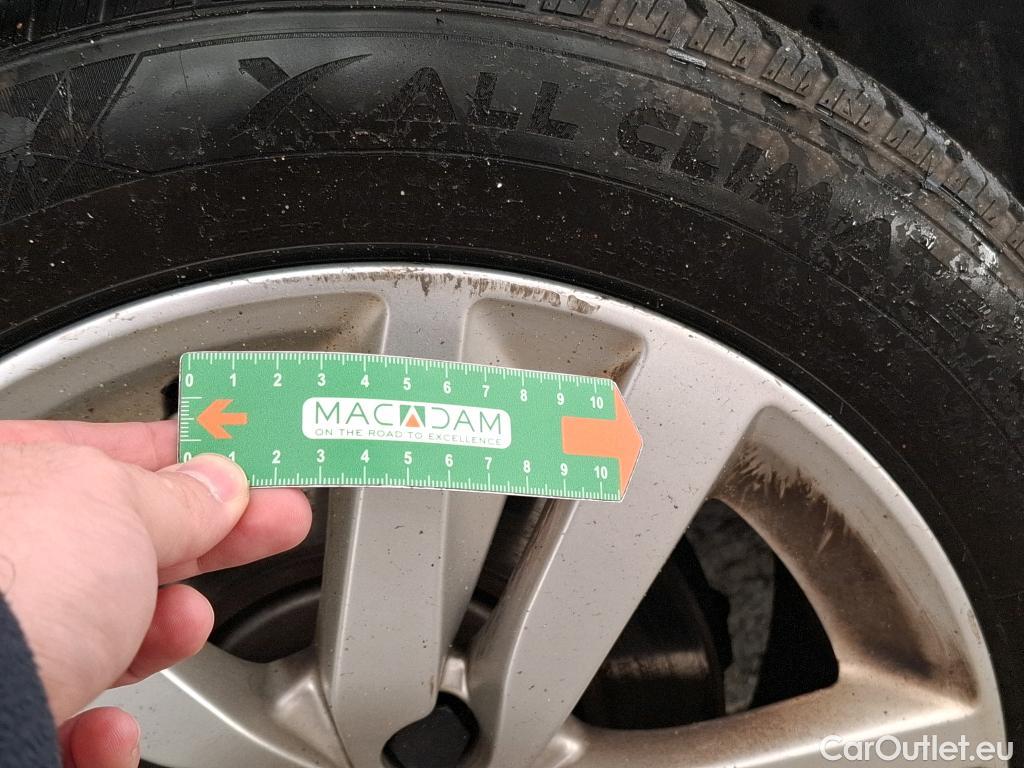 X ALL CLIMA
0 1 2 3 4 5 6 7 8 9 10
MACADAM
ON THE ROAD TO EXCELLENCE
0 1 2 3 4 5 6 7 8 9 10
CarOutlet.eu